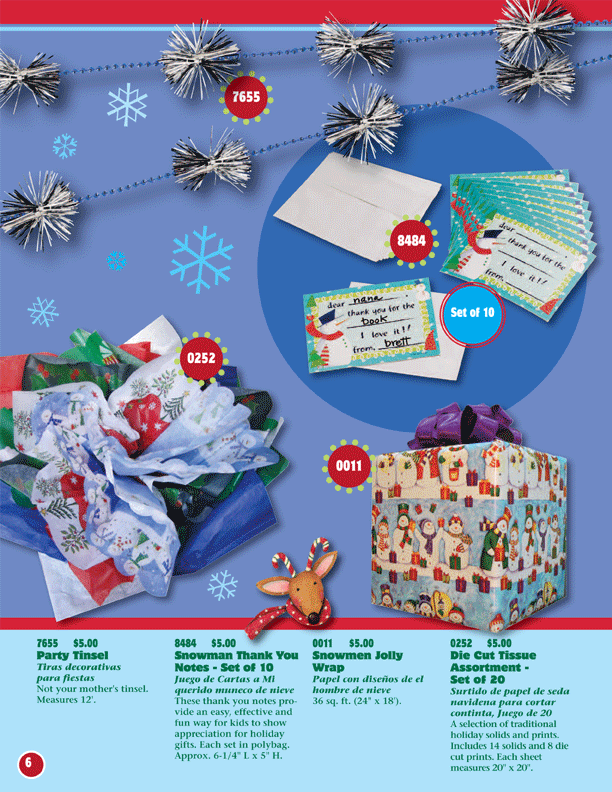 7655
8484
dear
thank you for the
I love it!!
from,
Set of 10
dear nana
thank you for the
book
I love it!!
from, brett
0252
0011
7655 $5.00
Party Tinsel
Tiras decorativas
para fiestas
Not your mother's tinsel.
Measures 12'.
8484 $5.00
Snowman Thank You
Notes - Set of 10
Juego de Cartas a Mi
querido muneco de nieve
These thank you notes pro-
vide an easy, effective and
fun way for kids to show
appreciation for holiday
gifts. Each set in polybag.
Approx. 6-1/4" L x 5" H.
0011 $5.00
Snowmen Jolly
Wrap
Papel con diseños de el
hombre de nieve
36 sq. ft. (24" x 18').
0252 $5.00
Die Cut Tissue
Assortment -
Set of 20
Surtido de papel de seda
navidena para cortar
continta, Juego de 20
A selection of traditional
holiday solids and prints.
Includes 14 solids and 8 die
cut prints. Each sheet
measures 20" x 20".
6